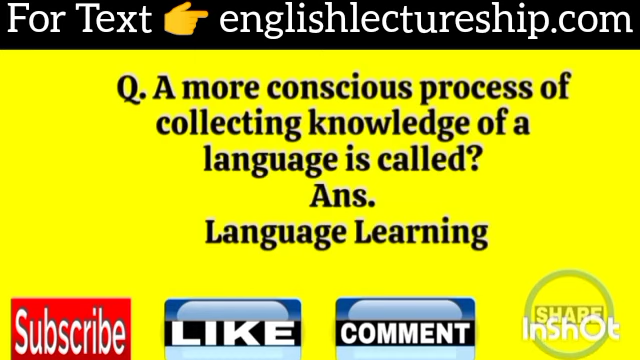 For Text 👉 englishlectureship.com
Q. A more conscious process of
collecting knowledge of a
language is called?
Ans.
Language Learning
Subscribe
LIKE
COMMENT
SHARE
InShOt